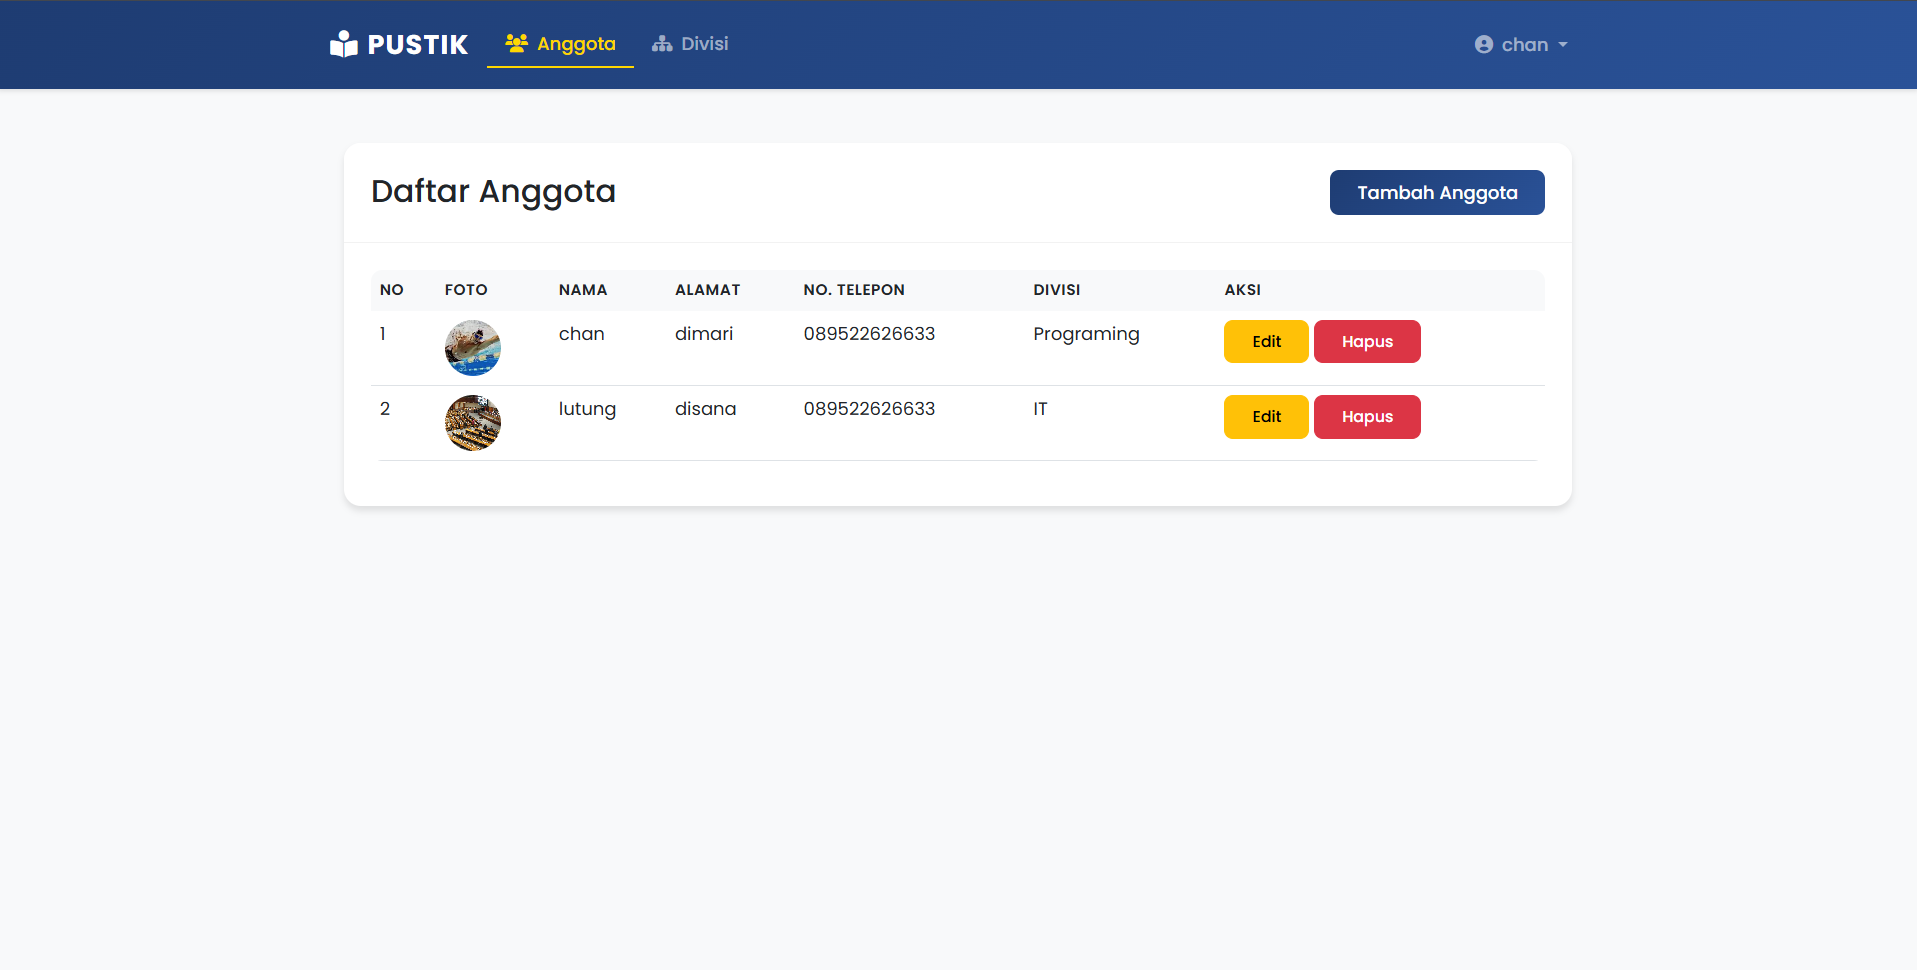 PUSTIK Anggota Divisi chan
Daftar Anggota Tambah Anggota
NO FOTO NAMA ALAMAT NO. TELEPON DIVISI AKSI
1 chan dimari 089522626633 Programing Edit Hapus
2 lutung disana 089522626633 IT Edit Hapus